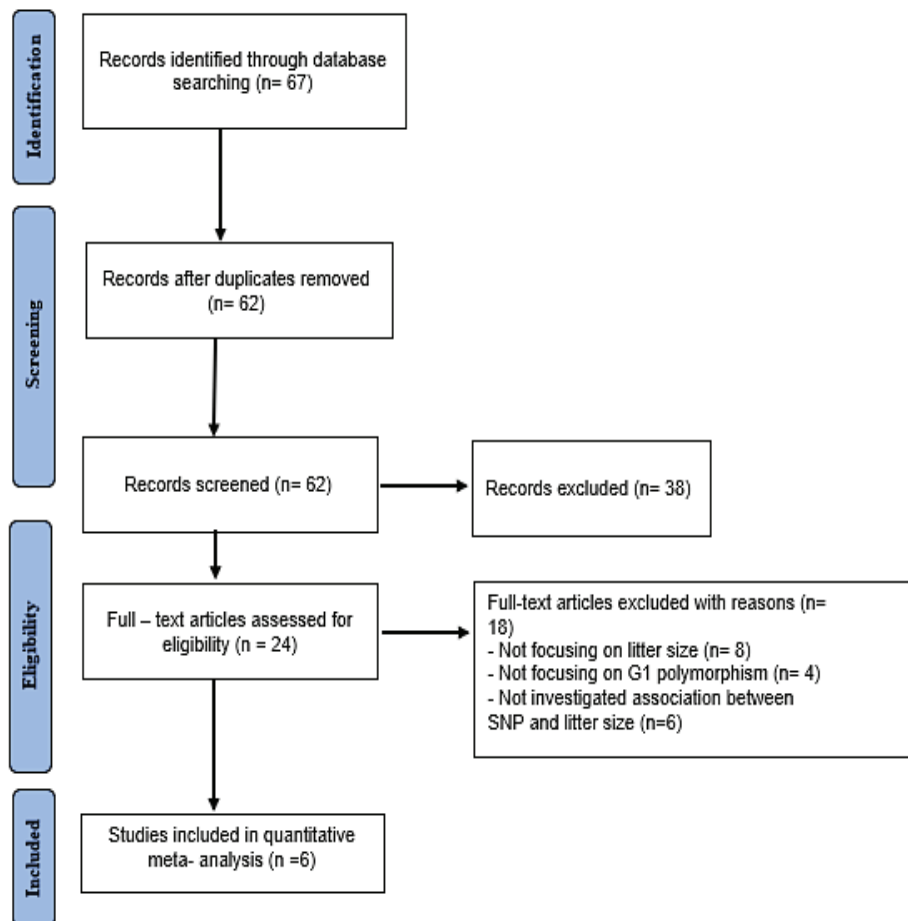 Identification
Records identified through database
searching (n= 67)
Screening
Records after duplicates removed
(n= 62)
Records screened (n= 62)
Records excluded (n= 38)
Eligibility
Full – text articles assessed for
eligibility (n = 24)
Full-text articles excluded with reasons (n=
18)
- Not focusing on litter size (n= 8)
- Not focusing on G1 polymorphism (n= 4)
- Not investigated association between
SNP and litter size (n=6)
Included
Studies included in quantitative
meta- analysis (n =6)